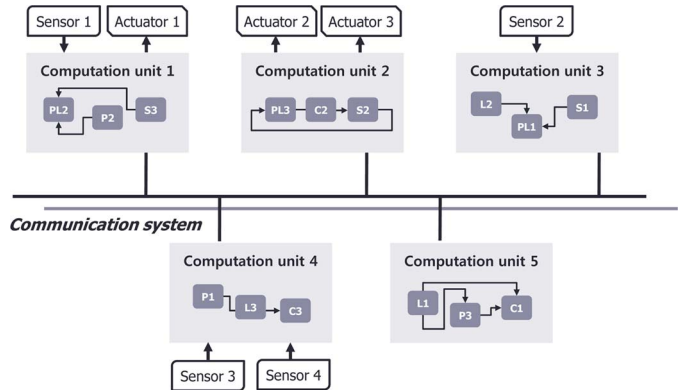 Sensor 1
Actuator 1
Actuator 2
Actuator 3
Sensor 2
Computation unit 1
PL2
P2
S3
Computation unit 2
PL3
C2
S2
Computation unit 3
L2
PL1
S1
Communication system
Computation unit 4
P1
L3
C3
Computation unit 5
L1
P3
C1
Sensor 3
Sensor 4